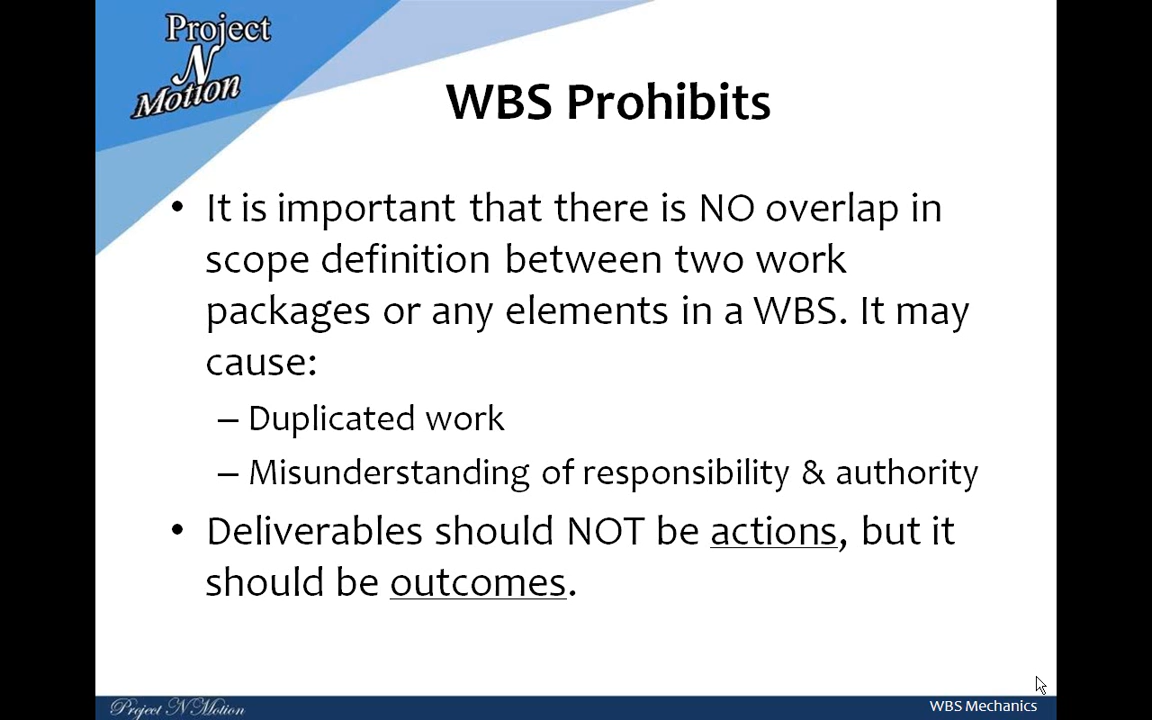 Project
N
Motion
WBS Prohibits
• It is important that there is NO overlap in
scope definition between two work
packages or any elements in a WBS. It may
cause:
– Duplicated work
– Misunderstanding of responsibility & authority
• Deliverables should NOT be actions, but it
should be outcomes.
Project N Motion
WBS Mechanics